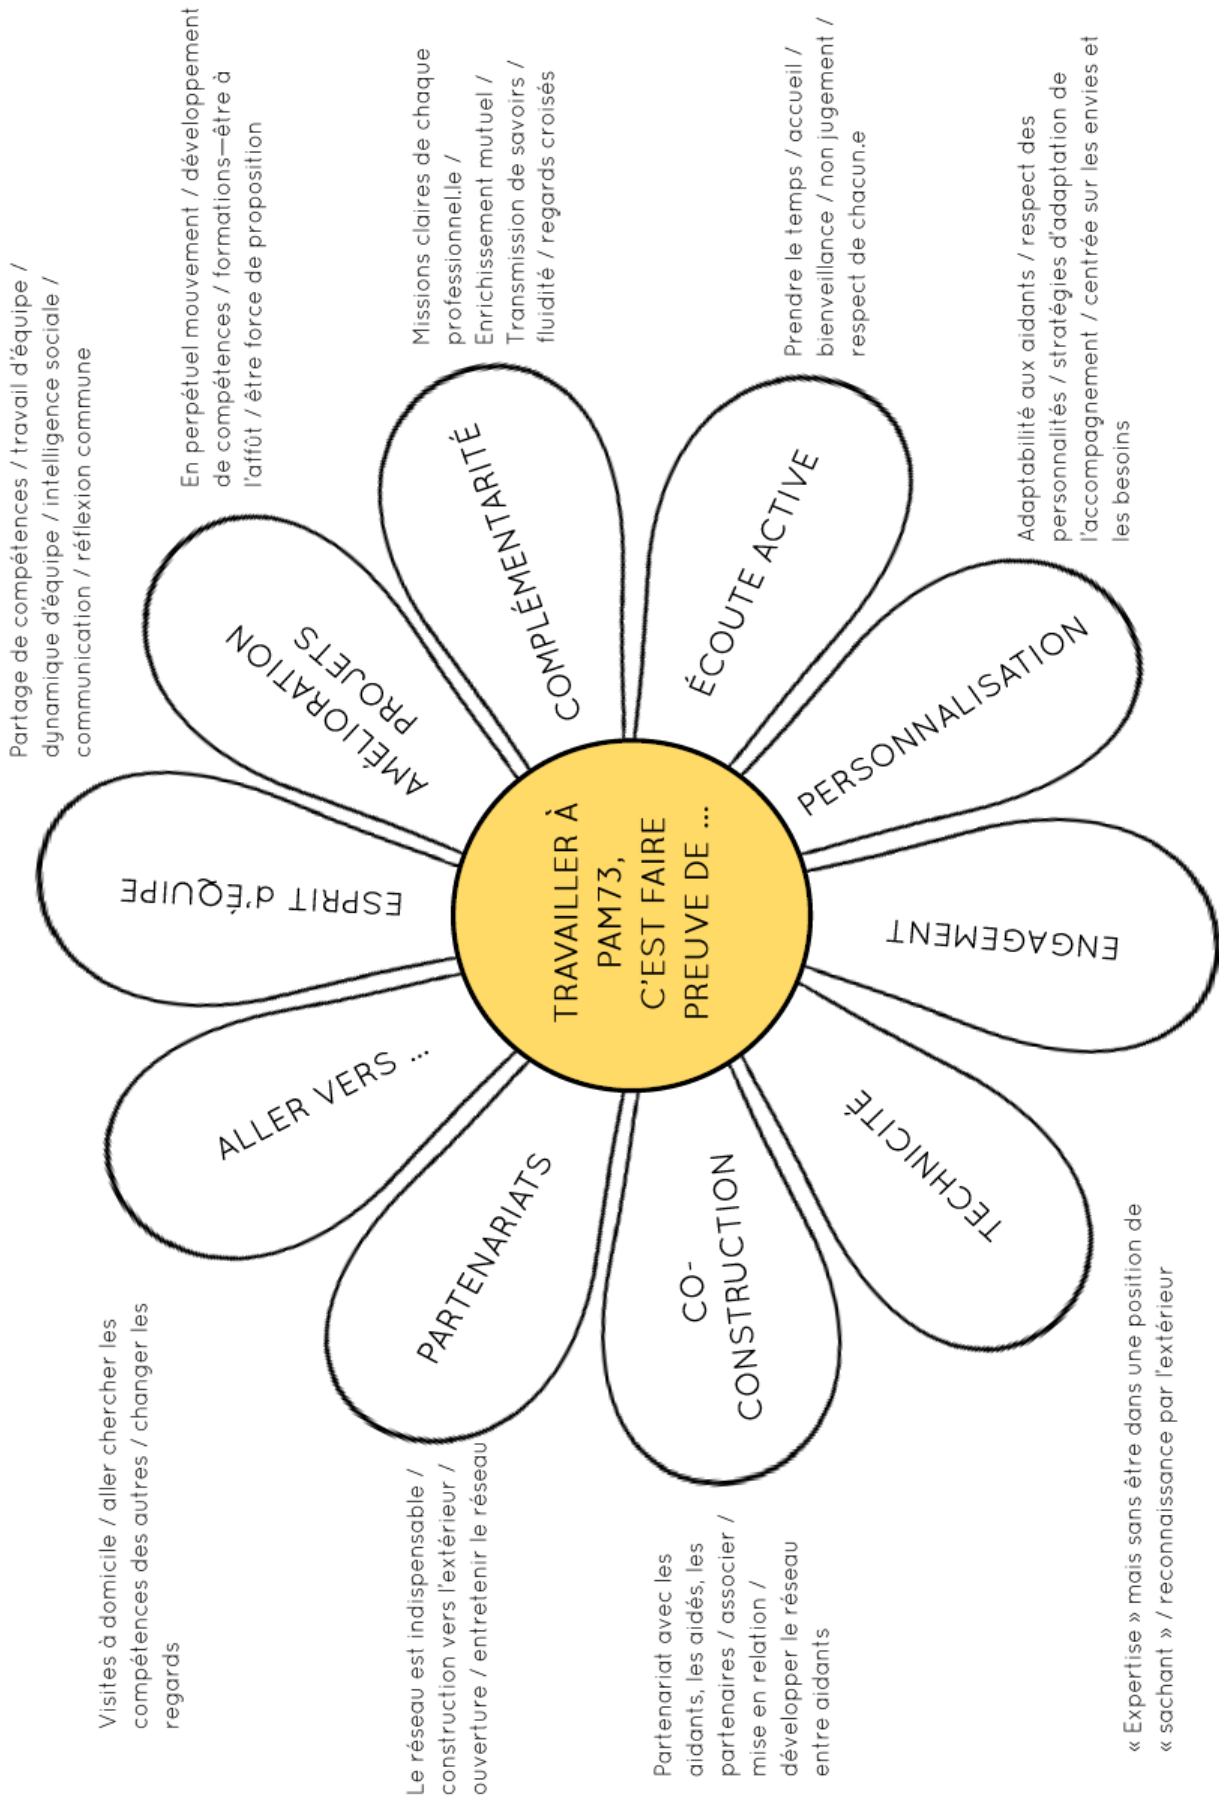 TRAVAILLER À
PAM73,
C'EST FAIRE
PREUVE DE ...
ESPRIT d'ÉQUIPE
Partage de compétences / travail d'équipe /
dynamique d'équipe / intelligence sociale /
communication / réflexion commune
AMÉLIORATION
PROJETS
En perpétuel mouvement / développement
de compétences / formations—être à
l'affût / être force de proposition
COMPLÉMENTARITÉ
Missions claires de chaque
professionnel.le /
Enrichissement mutuel /
Transmission de savoirs /
fluidité / regards croisés
ÉCOUTE ACTIVE
Prendre le temps / accueil /
bienveillance / non jugement /
respect de chacun.e
PERSONNALISATION
Adaptabilité aux aidants / respect des
personalités / stratégies d'adaptation de
l'accompagnement / centrée sur les envies et
les besoins
ENGAGEMENT
TECHNICITÉ
« Expertise » mais sans être dans une position de
« sachant » / reconnaissance par l'extérieur
CO-
CONSTRUCTION
Partenariat avec les
aidants, les aidés, les
partenaires / associer /
mise en relation /
développer le réseau
entre aidants
PARTENARIATS
Le réseau est indispensable /
construction vers l'extérieur /
ouverture / entretenir le réseau
ALLER VERS ...
Visites à domicile / aller chercher les
compétences des autres / changer les
regards